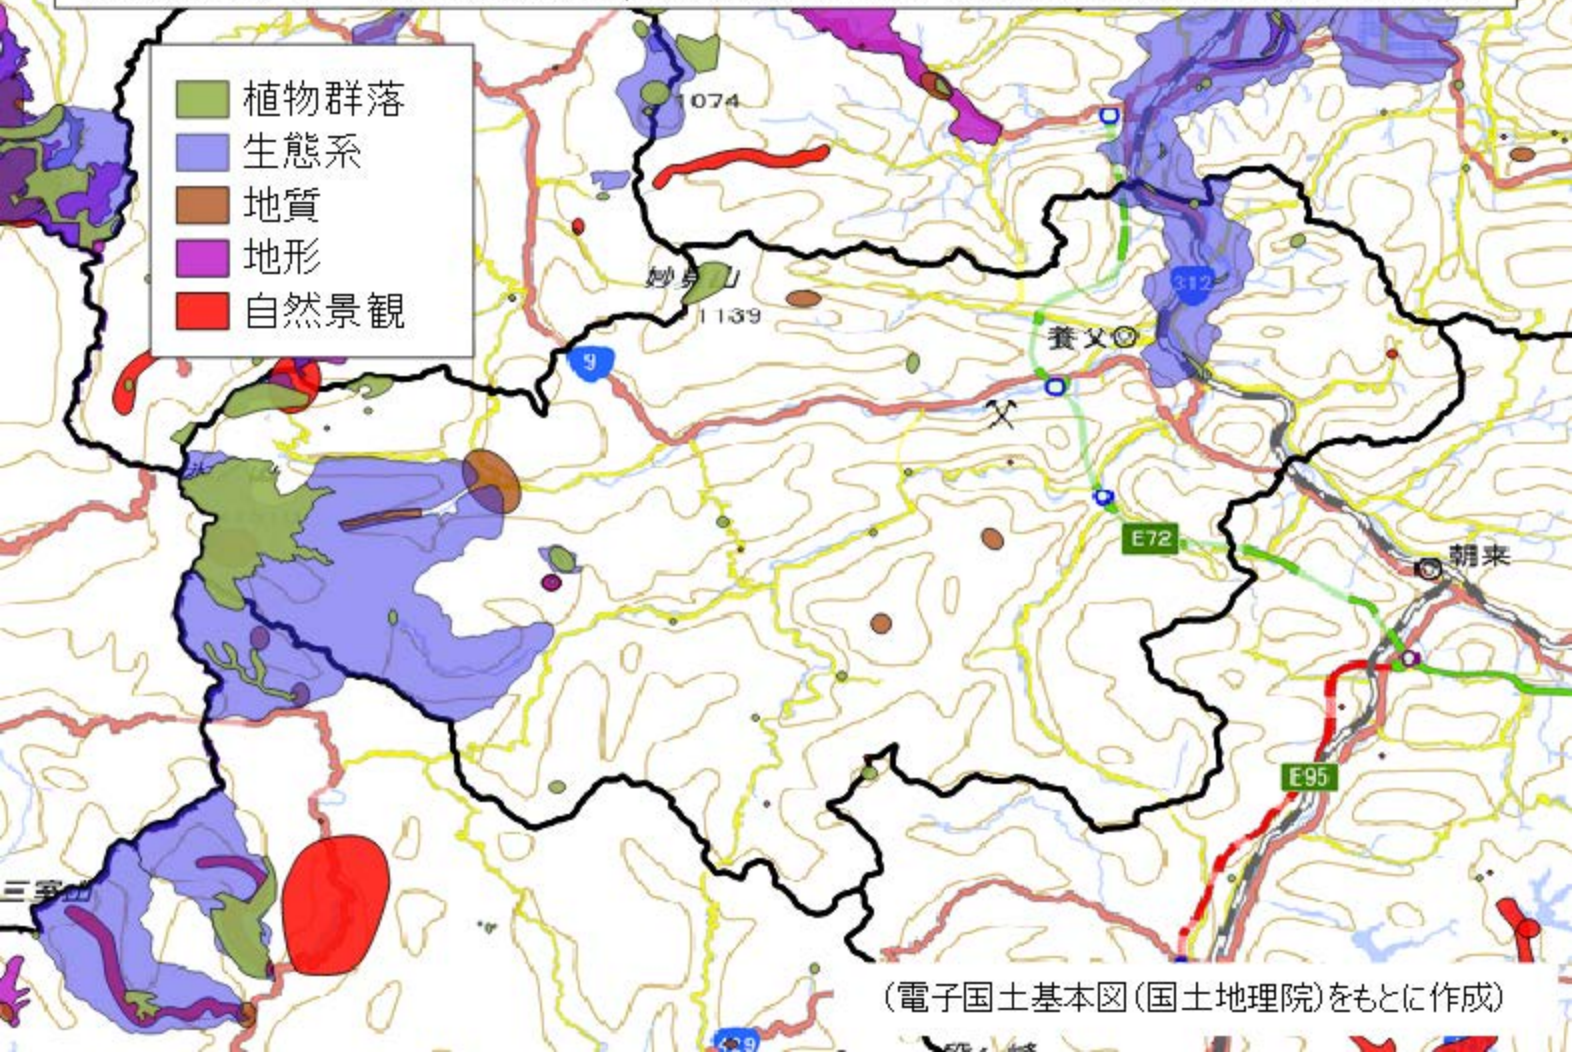 植物群落
生態系
地質
地形
自然景観
1074
妙見山
1139
312
養父
9
E72
朝来
E95
三室山
(電子国土基本図(国土地理院)をもとに作成)
429